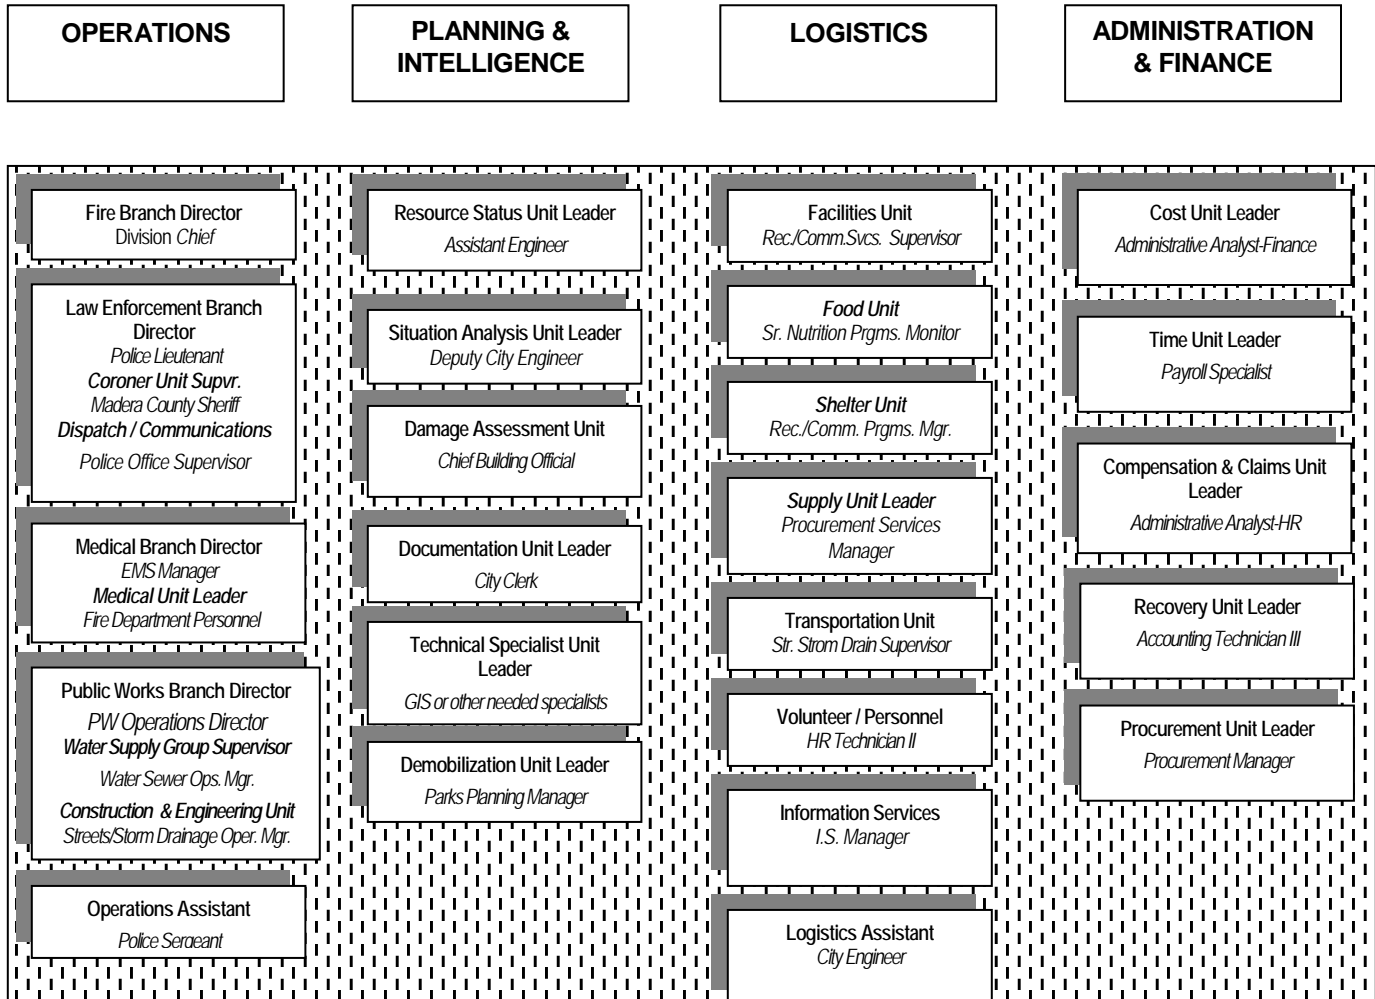 OPERATIONS
PLANNING &
INTELLIGENCE
LOGISTICS
ADMINISTRATION
& FINANCE
Fire Branch Director
Division Chief
Law Enforcement Branch
Director
Police Lieutenant
Coroner Unit Supvr.
Madera County Sheriff
Dispatch / Communications
Police Office Supervisor
Medical Branch Director
EMS Manager
Medical Unit Leader
Fire Department Personnel
Public Works Branch Director
PW Operations Director
Water Supply Group Supervisor
Water Sewer Ops. Mgr.
Construction & Engineering Unit
Streets/Storm Drainage Oper. Mgr.
Operations Assistant
Police Sergeant
Resource Status Unit Leader
Assistant Engineer
Situation Analysis Unit Leader
Deputy City Engineer
Damage Assessment Unit
Chief Building Official
Documentation Unit Leader
City Clerk
Technical Specialist Unit
Leader
GIS or other needed specialists
Demobilization Unit Leader
Parks Planning Manager
Facilities Unit
Rec./Comm.Svcs. Supervisor
Food Unit
Sr. Nutrition Prgms. Monitor
Shelter Unit
Rec./Comm. Prgms. Mgr.
Supply Unit Leader
Procurement Services
Manager
Transportation Unit
Str. Strom Drain Supervisor
Volunteer / Personnel
HR Technician II
Information Services
I.S. Manager
Logistics Assistant
City Engineer
Cost Unit Leader
Administrative Analyst-Finance
Time Unit Leader
Payroll Specialist
Compensation & Claims Unit
Leader
Administrative Analyst-HR
Recovery Unit Leader
Accounting Technician III
Procurement Unit Leader
Procurement Manager